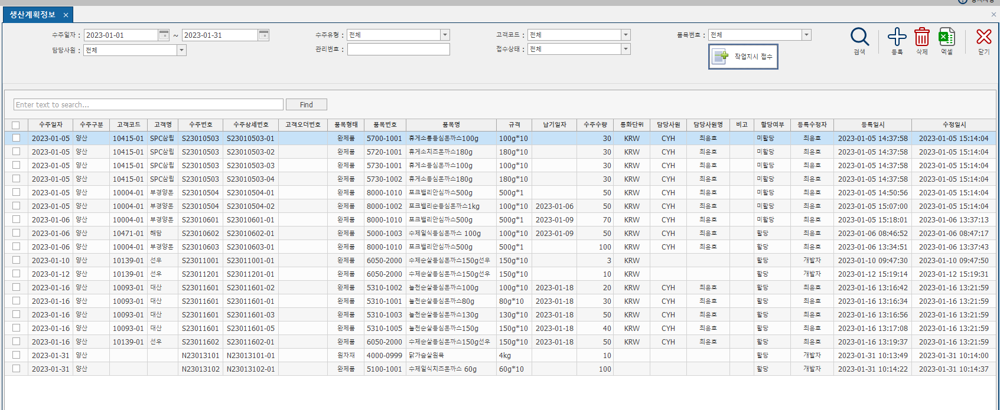 생산계획정보 ×
수주일자 : 2023-01-01 ~ 2023-01-31 수주유형 : 전체 고객코드 : 전체 품목번호 : 전체
담당사원 : 전체 관리번호 : 접수상태 : 전체 작업지시 접수
검색 등록 삭제 엑셀 닫기
Enter text to search... Find
수주일자 수주구분 고객코드 고객명 수주번호 수주상세번호 고객오더번호 품목형태 품목번호 품목명 규격 납기일자 수주수량 통화단위 담당사원 담당사원명 비고 할당여부 등록수정자 등록일시 수정일시
2023-01-05 양산 10415-01 SPC삼립 S23010503 S23010503-01 완제품 5700-1001 휴게소통등심돈까스100g 100g*10 30 KRW CYH 최윤호 미할당 최윤호 2023-01-05 14:37:58 2023-01-05 15:14:04
2023-01-05 양산 10415-01 SPC삼립 S23010503 S23010503-02 완제품 5720-1001 휴게소치즈돈까스180g 180g*10 30 KRW CYH 최윤호 미할당 최윤호 2023-01-05 14:37:58 2023-01-05 15:14:04
2023-01-05 양산 10415-01 SPC삼립 S23010503 S23010503-03 완제품 5730-1001 휴게소등심돈까스100g 100g*10 30 KRW CYH 최윤호 미할당 최윤호 2023-01-05 14:37:58 2023-01-05 15:14:04
2023-01-05 양산 10415-01 SPC삼립 S23010503 S23010503-04 완제품 5730-1002 휴게소등심돈까스180g 180g*10 30 KRW CYH 최윤호 미할당 최윤호 2023-01-05 14:37:58 2023-01-05 15:14:04
2023-01-05 양산 10004-01 부경양돈 S23010504 S23010504-01 완제품 8000-1010 포크밸리안심까스500g 500g*1 50 KRW CYH 최윤호 미할당 최윤호 2023-01-05 14:50:56 2023-01-05 15:14:04
2023-01-05 양산 10004-01 부경양돈 S23010504 S23010504-02 완제품 8000-1002 포크밸리순등심돈까스1kg 100g*10 2023-01-06 50 KRW CYH 최윤호 미할당 최윤호 2023-01-05 15:07:00 2023-01-05 15:14:04
2023-01-06 양산 10004-01 부경양돈 S23010601 S23010601-01 완제품 8000-1010 포크밸리안심까스500g 500g*1 2023-01-09 70 KRW CYH 최윤호 미할당 최윤호 2023-01-05 15:18:01 2023-01-06 13:37:13
2023-01-06 양산 10471-01 해담 S23010602 S23010602-01 완제품 5000-1003 수제일식등심돈까스 100g 100g*10 2023-01-09 50 KRW CYH 최윤호 할당 최윤호 2023-01-06 08:46:52 2023-01-06 08:47:17
2023-01-06 양산 10004-01 부경양돈 S23010603 S23010603-01 완제품 8000-1010 포크밸리안심까스500g 500g*1 100 KRW CYH 최윤호 할당 최윤호 2023-01-06 13:34:51 2023-01-06 13:37:43
2023-01-10 양산 10139-01 선우 S23011001 S23011001-01 완제품 6050-2000 수제순살등심돈까스150g선우 150g*10 3 KRW 할당 개발자 2023-01-10 09:47:30 2023-01-10 09:47:50
2023-01-12 양산 10139-01 선우 S23011201 S23011201-01 완제품 6050-2000 수제순살등심돈까스150g선우 150g*10 10 KRW 할당 개발자 2023-01-12 15:19:14 2023-01-12 15:19:31
2023-01-16 양산 10093-01 대산 S23011601 S23011601-02 완제품 5310-1002 늘천순살등심돈까스100g 100g*10 2023-01-18 20 KRW CYH 최윤호 할당 최윤호 2023-01-16 13:16:42 2023-01-16 13:21:59
2023-01-16 양산 10093-01 대산 S23011601 S23011601-01 완제품 5310-1001 늘천순살등심돈까스80g 80g*10 2023-01-18 30 KRW CYH 최윤호 할당 최윤호 2023-01-16 13:16:34 2023-01-16 13:21:59
2023-01-16 양산 10093-01 대산 S23011601 S23011601-03 완제품 5310-1003 늘천순살등심돈까스130g 130g*10 2023-01-18 50 KRW CYH 최윤호 할당 최윤호 2023-01-16 13:16:56 2023-01-16 13:21:59
2023-01-16 양산 10093-01 대산 S23011601 S23011601-05 완제품 5310-1005 늘천순살등심돈까스150g 150g*10 2023-01-18 40 KRW CYH 최윤호 할당 최윤호 2023-01-16 13:17:08 2023-01-16 13:21:59
2023-01-16 양산 10139-01 선우 S23011602 S23011602-01 완제품 6050-2000 수제순살등심돈까스150g선우 150g*10 2023-01-18 50 KRW CYH 최윤호 할당 최윤호 2023-01-16 13:19:37 2023-01-16 13:21:59
2023-01-31 양산 N23013101 N23013101-01 원자재 4000-0999 닭가슴살원육 4kg 10 할당 개발자 2023-01-31 10:13:49 2023-01-31 10:14:00
2023-01-31 양산 N23013102 N23013102-01 완제품 5100-1001 수제일식치즈돈까스 60g 60g*10 100 할당 개발자 2023-01-31 10:14:22 2023-01-31 10:14:37